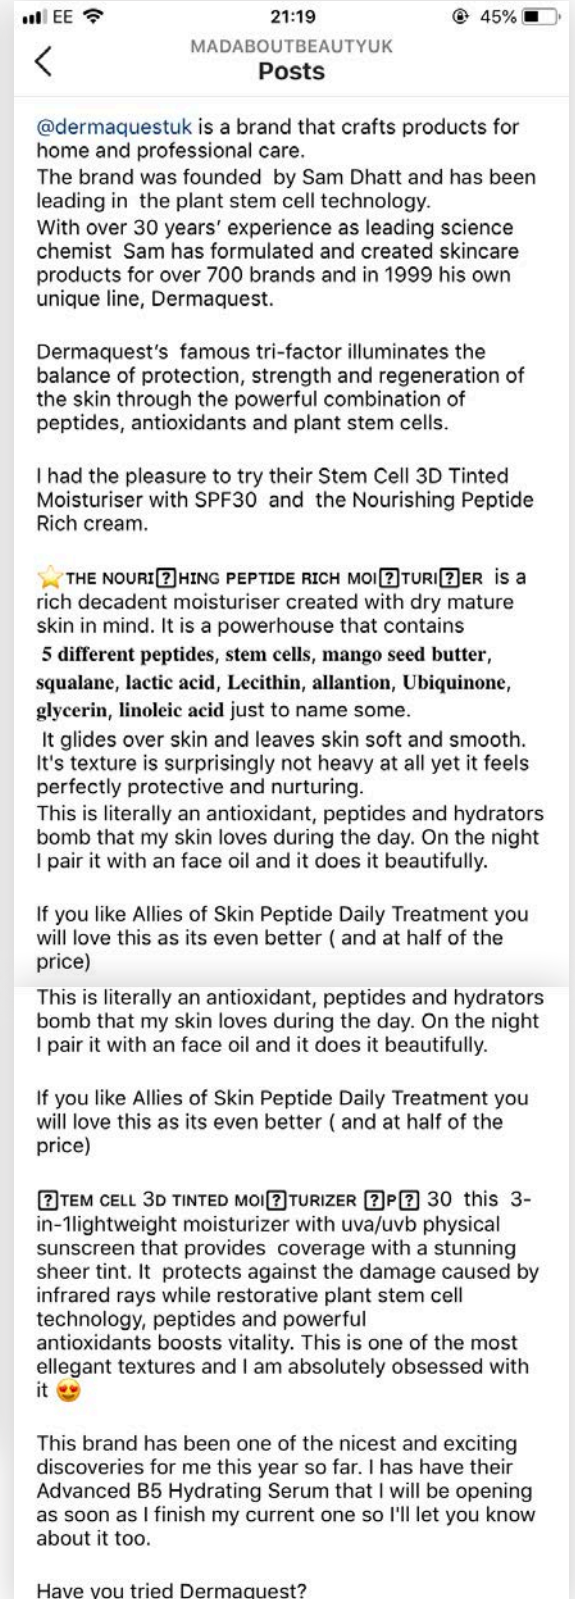 EE 21:19 45%
MADABOUTBEAUTYUK
Posts
@dermaquestuk is a brand that crafts products for
home and professional care.
The brand was founded  by Sam Dhatt and has been
leading in  the plant stem cell technology.
With over 30 years’ experience as leading science
chemist  Sam has formulated and created skincare
products for over 700 brands and in 1999 his own
unique line, Dermaquest.
Dermaquest’s  famous tri-factor illuminates the
balance of protection, strength and regeneration of
the skin through the powerful combination of
peptides, antioxidants and plant stem cells.
I had the pleasure to try their Stem Cell 3D Tinted
Moisturiser with SPF30  and  the Nourishing Peptide
Rich cream.
⭐ᴛʜᴇ ɴᴏᴜʀɪ⍰ʜɪɴɢ ᴘᴇᴘᴛɪᴅᴇ ʀɪᴄʜ ᴍᴏɪ⍰ᴛᴜʀɪ⍰ᴇʀ  is a
rich decadent moisturiser created with dry mature
skin in mind. It is a powerhouse that contains
5 different peptides, stem cells, mango seed butter,
squalane, lactic acid, Lecithin, allantion, Ubiquinone,
glycerin, linoleic acid just to name some.
It glides over skin and leaves skin soft and smooth.
It's texture is surprisingly not heavy at all yet it feels
perfectly protective and nurturing.
This is literally an antioxidant, peptides and hydrators
bomb that my skin loves during the day. On the night
I pair it with an face oil and it does it beautifully.
If you like Allies of Skin Peptide Daily Treatment you
will love this as its even better ( and at half of the
price)
This is literally an antioxidant, peptides and hydrators
bomb that my skin loves during the day. On the night
I pair it with an face oil and it does it beautifully.
If you like Allies of Skin Peptide Daily Treatment you
will love this as its even better ( and at half of the
price)
⍰ᴛᴇᴍ ᴄᴇʟʟ 3ᴅ ᴛɪɴᴛᴇᴅ ᴍᴏɪ⍰ᴛᴜʀɪᴢᴇʀ ⍰ᴘ⍰ 30  this  3-
in-1lightweight moisturizer with uva/uvb physical
sunscreen that provides  coverage with a stunning
sheer tint. It  protects against the damage caused by
infrared rays while restorative plant stem cell
technology, peptides and powerful
antioxidants boosts vitality. This is one of the most
ellegant textures and I am absolutely obsessed with
it 😍
This brand has been one of the nicest and exciting
discoveries for me this year so far. I has have their
Advanced B5 Hydrating Serum that I will be opening
as soon as I finish my current one so I'll let you know
about it too.
Have you tried Dermaquest?